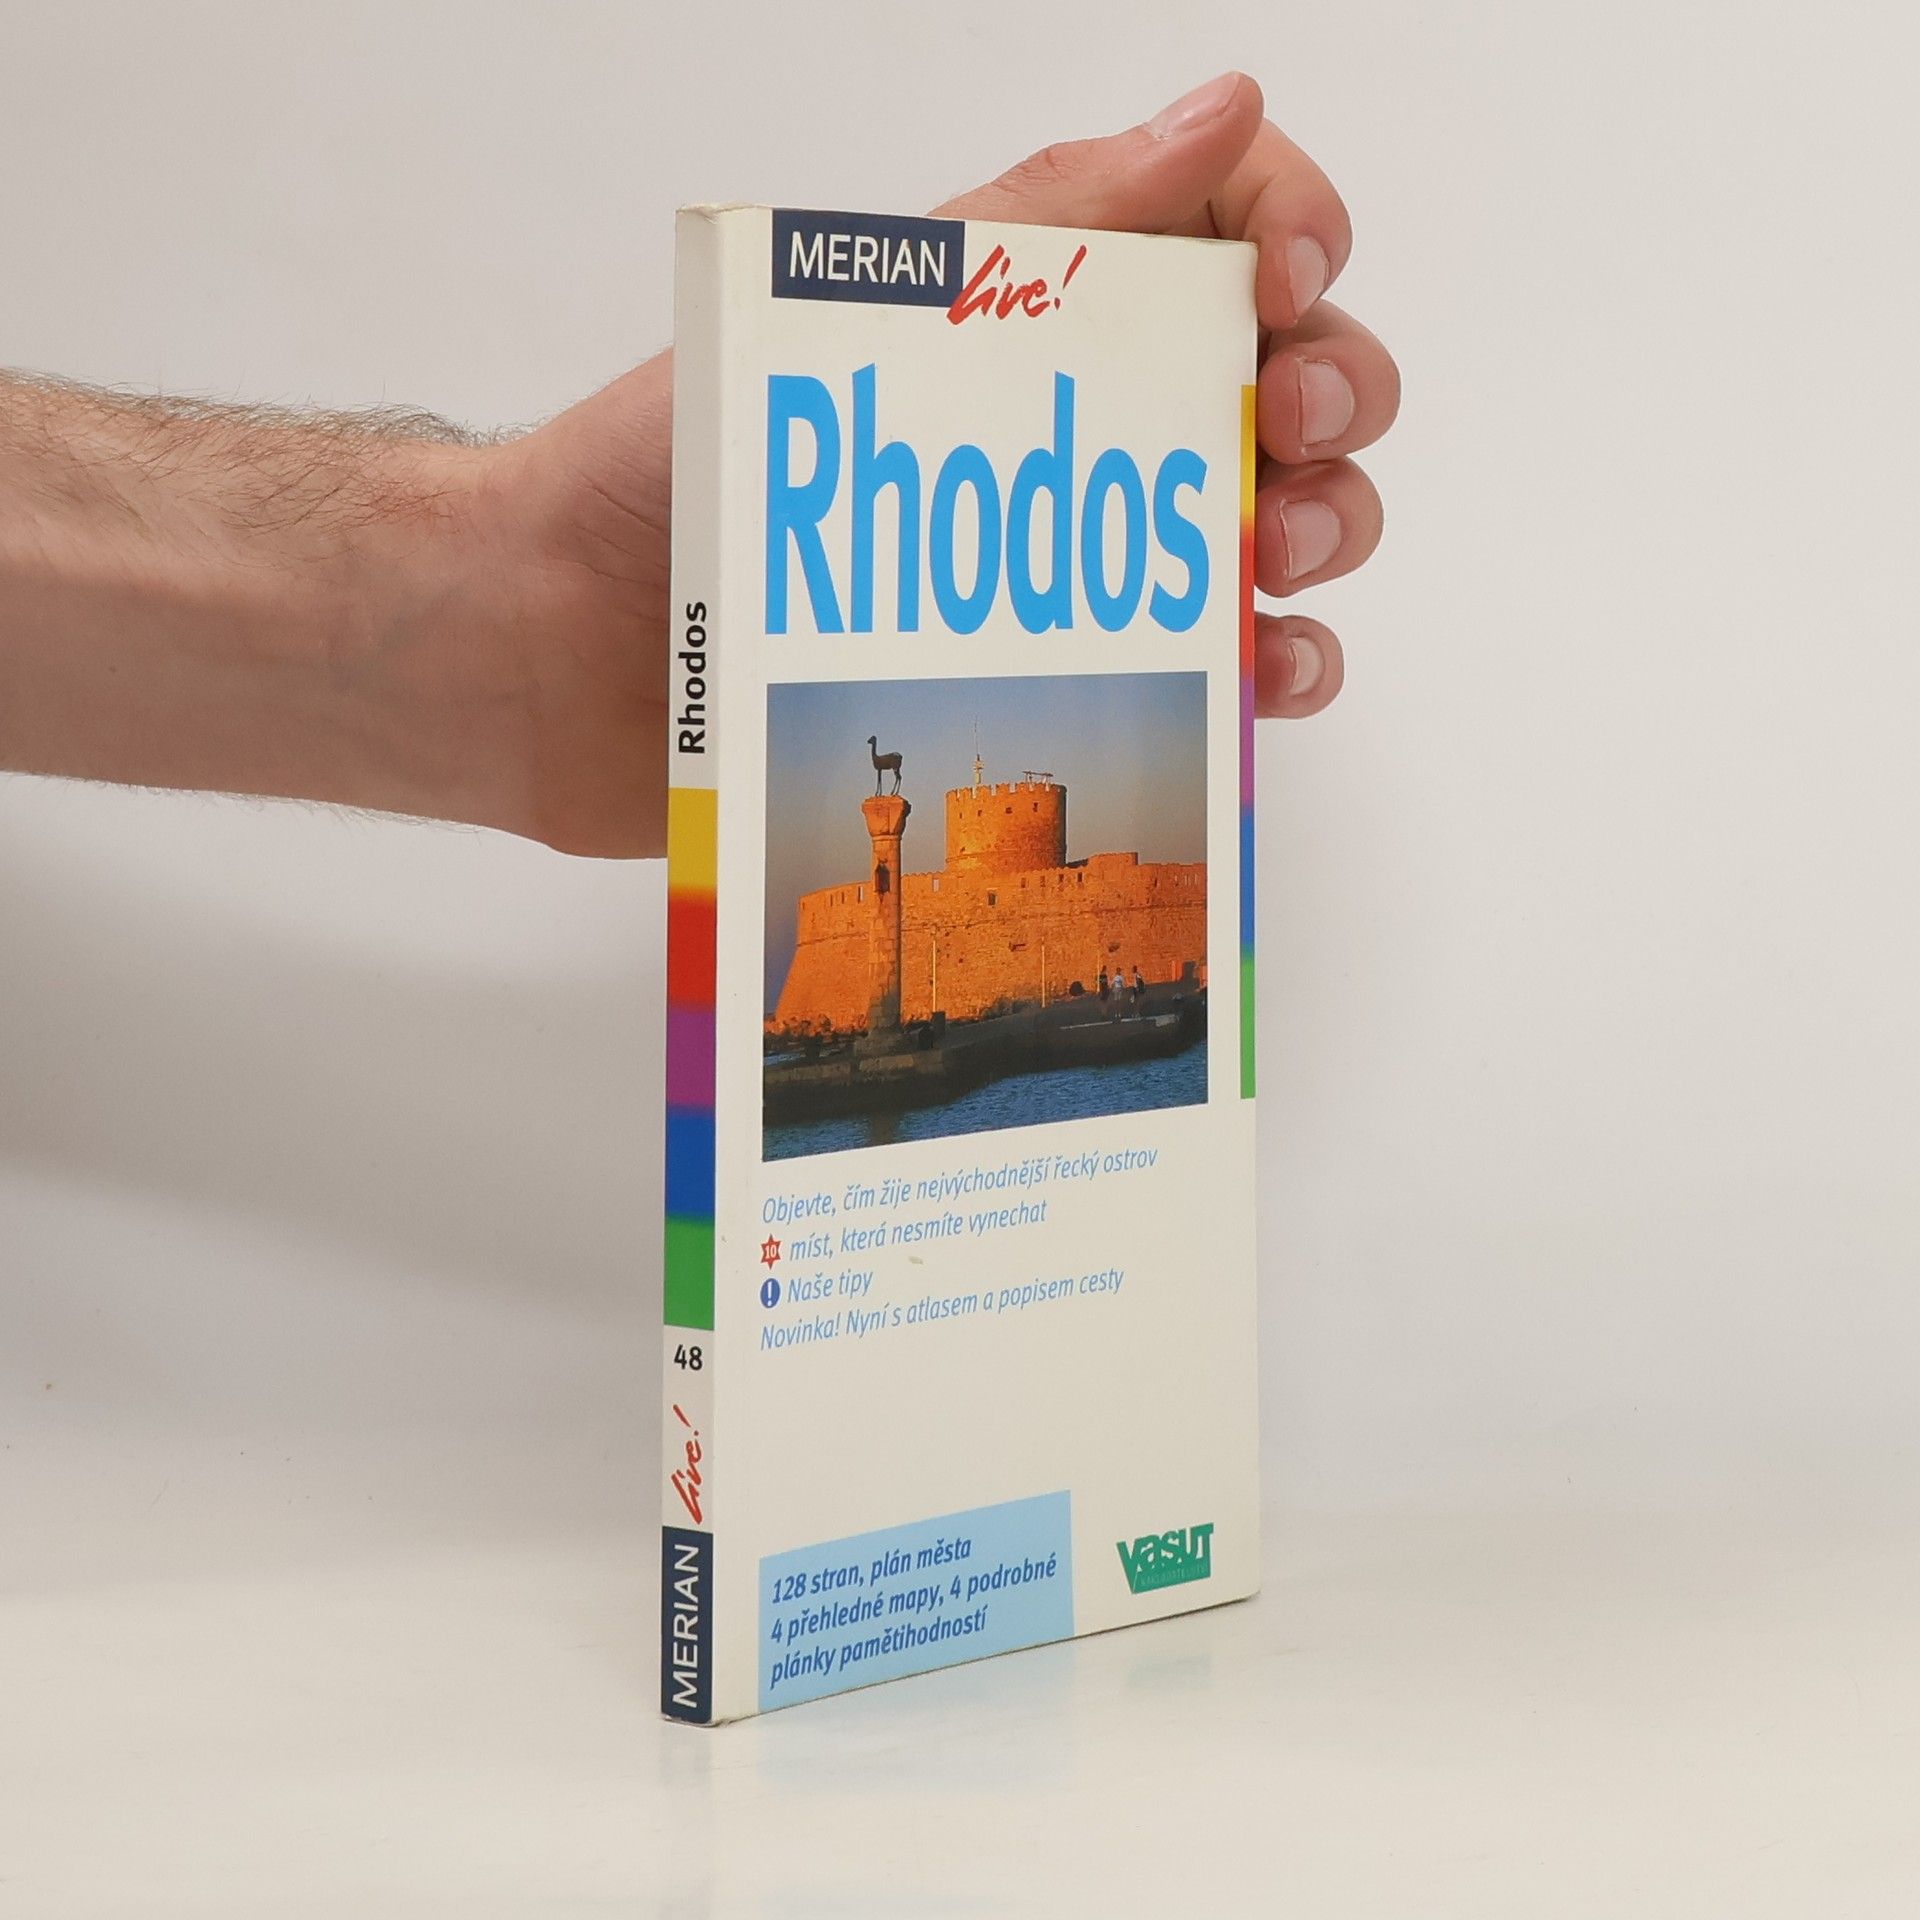 MERIAN
live!
Rhodos
Objevte, čím žije nejvýchodnější řecký ostrov
10 míst, která nesmíte vynechat
! Naše tipy
Novinka! Nyní s atlasem a popisem cesty
128 stran, plán města
4 přehledné mapy, 4 podrobné
plánky pamětihodností
vasut
NAKLADATELSTVÍ
Rhodos
48
live!
MERIAN